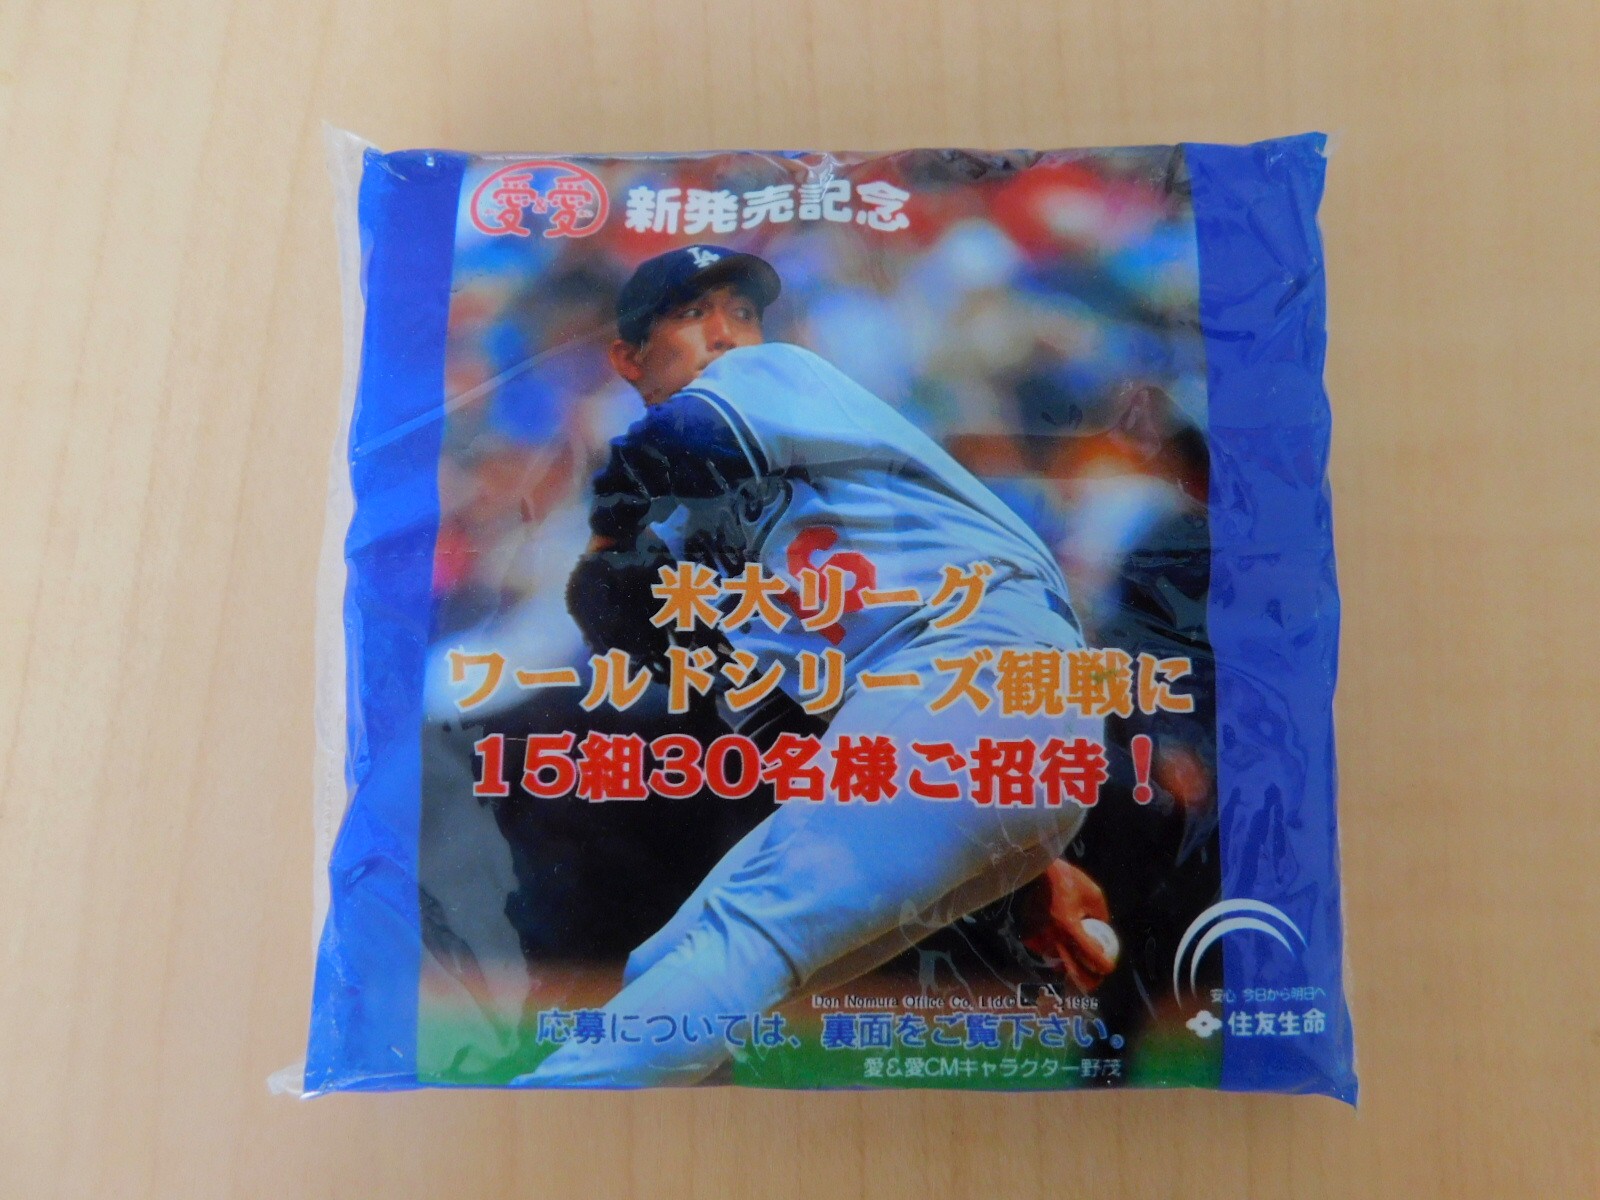 愛&愛 新発売記念
LA
米大リーグ
ワールドシリーズ観戦に
15組30名様ご招待！
Don Nomura Office Co, Ltd.© 1995
応募については、裏面をご覧下さい。
愛&愛CMキャラクター野茂
安心 今日から明日へ
住友生命